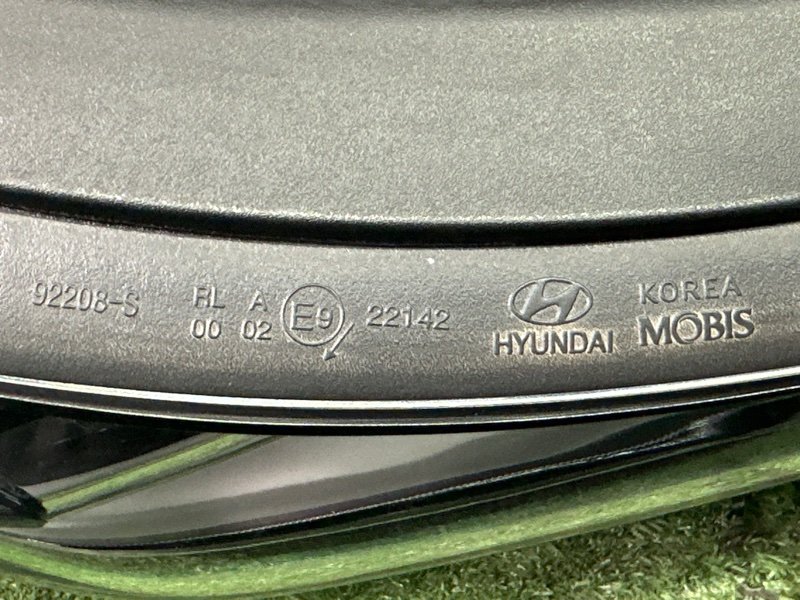 92208-S
RL A
00 02
E9
22142
HYUNDAI
KOREA
MOBIS